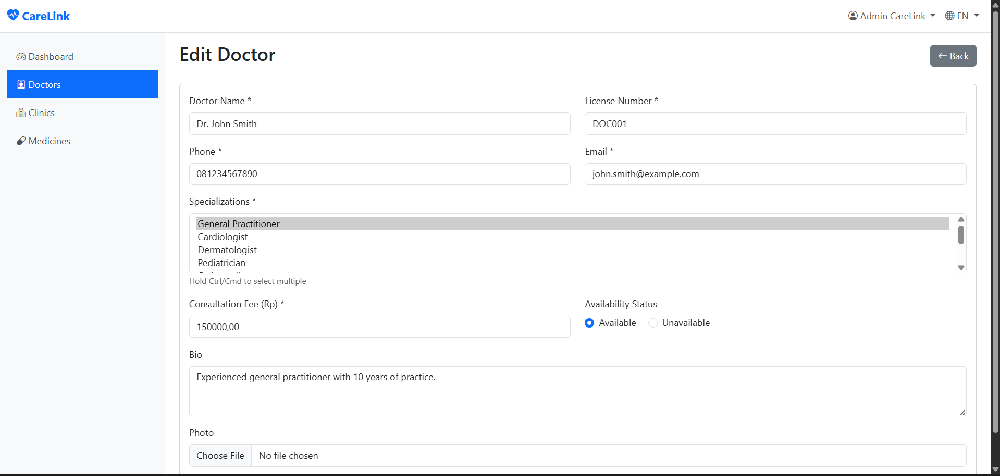 CareLink
Admin CareLink
EN
Dashboard
Doctors
Clinics
Medicines
Edit Doctor
← Back
Doctor Name *
License Number *
Dr. John Smith
DOC001
Phone *
Email *
081234567890
john.smith@example.com
Specializations *
General Practitioner
Cardiologist
Dermatologist
Pediatrician
Hold Ctrl/Cmd to select multiple
Consultation Fee (Rp) *
Availability Status
150000,00
Available
Unavailable
Bio
Experienced general practitioner with 10 years of practice.
Photo
Choose File
No file chosen